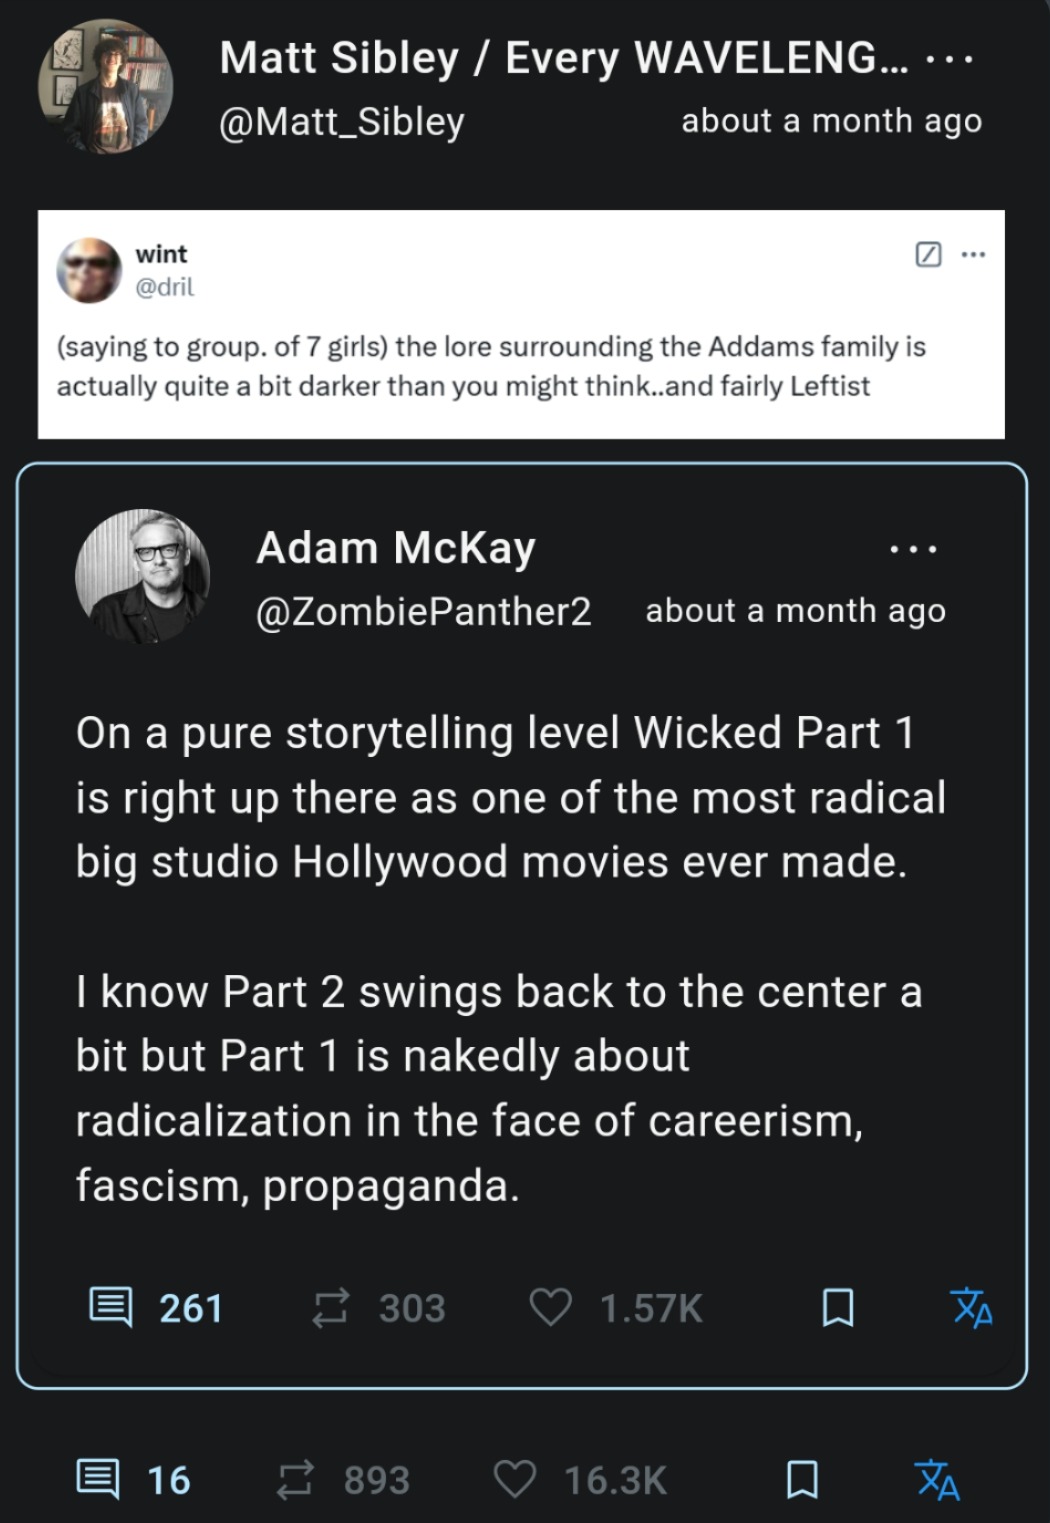 Matt Sibley / Every WAVELENG... ...
@Matt_Sibley about a month ago
wint
@dril
(saying to group. of 7 girls) the lore surrounding the Addams family is
actually quite a bit darker than you might think..and fairly Leftist
Adam McKay
@ZombiePanther2 about a month ago
On a pure storytelling level Wicked Part 1
is right up there as one of the most radical
big studio Hollywood movies ever made.
I know Part 2 swings back to the center a
bit but Part 1 is nakedly about
radicalization in the face of careerism,
fascism, propaganda.
261 303 1.57K
16 893 16.3K